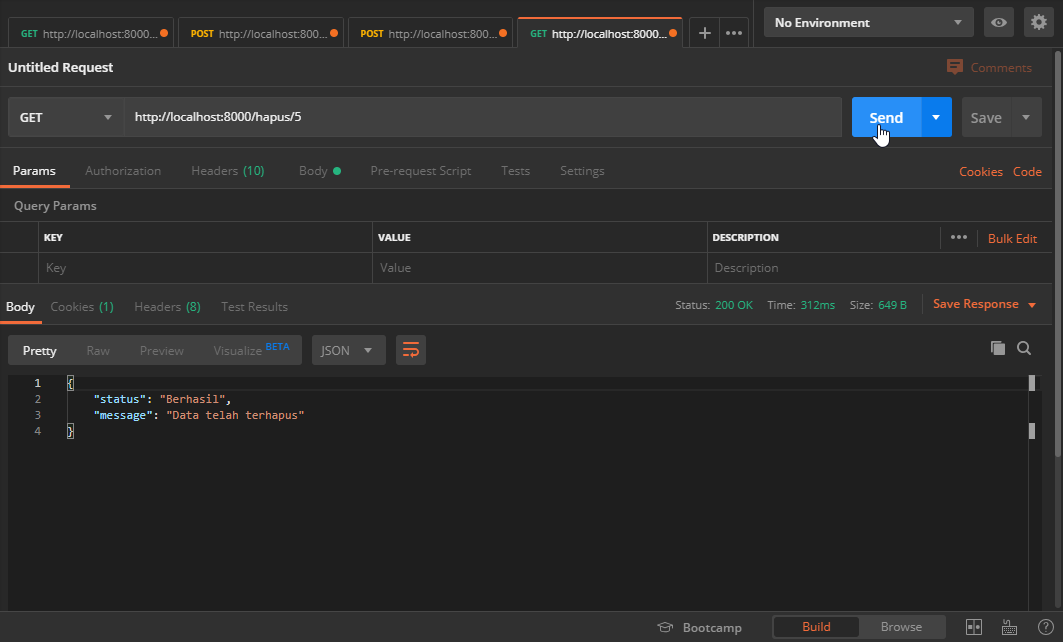 GET http://localhost:8000...
POST http://localhost:800...
POST http://localhost:800...
GET http://localhost:8000...
No Environment
Untitled Request
Comments
GET
http://localhost:8000/hapus/5
Send
Save
Params
Authorization
Headers (10)
Body
Pre-request Script
Tests
Settings
Cookies
Code
Query Params
KEY
VALUE
DESCRIPTION
Bulk Edit
Key
Value
Description
Body
Cookies (1)
Headers (8)
Test Results
Status: 200 OK
Time: 312ms
Size: 649 B
Save Response
Pretty
Raw
Preview
Visualize BETA
JSON
1 {
2 "status": "Berhasil",
3 "message": "Data telah terhapus"
4 }
Bootcamp
Build
Browse